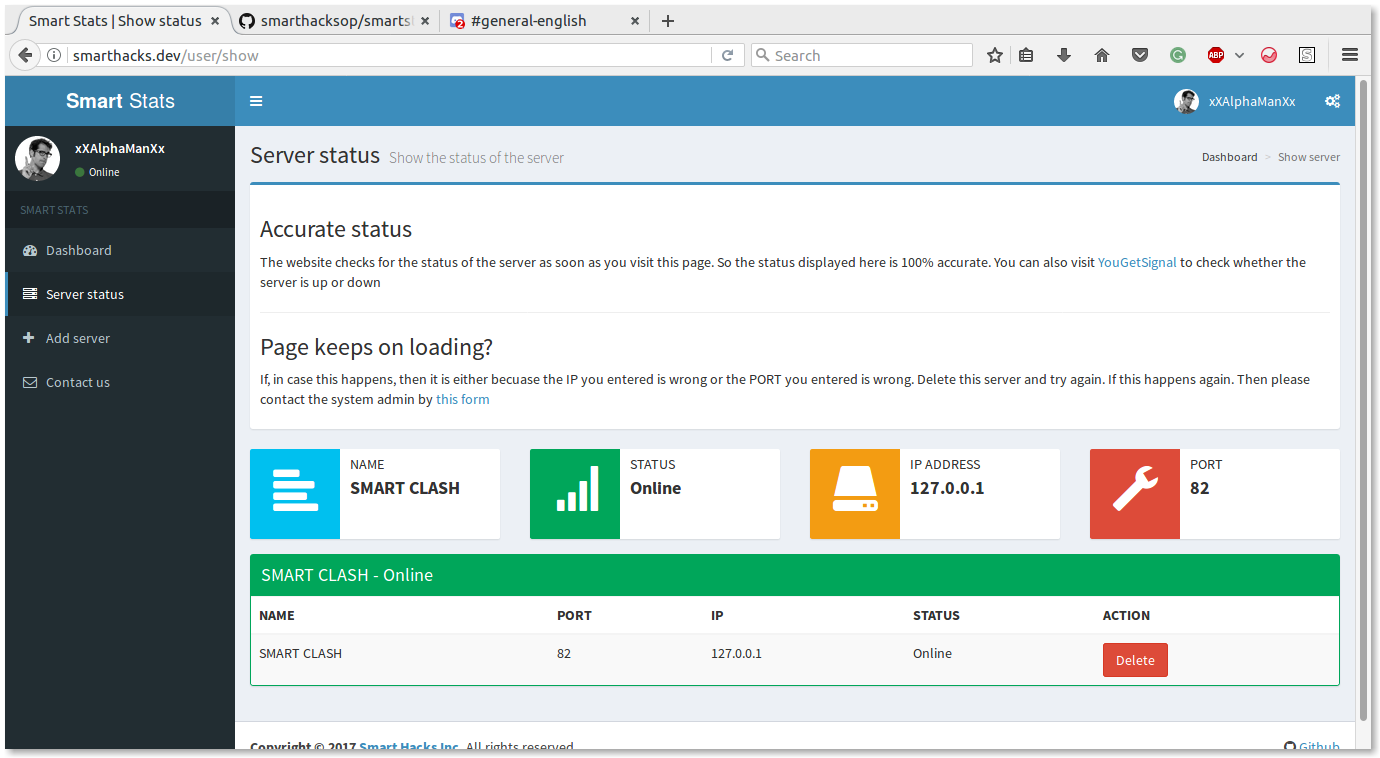 Smart Stats | Show status
smarthacksop/smarts
#general-english
2
smarthacks.dev/user/show
Search
ABP
G
S
Smart Stats
xXAlphaManXx
xXAlphaManXx
Online
SMART STATS
Dashboard
Server status
Add server
Contact us
Server status Show the status of the server
Dashboard > Show server
Accurate status
The website checks for the status of the server as soon as you visit this page. So the status displayed here is 100% accurate. You can also visit YouGetSignal to check whether the
server is up or down
Page keeps on loading?
If, in case this happens, then it is either becuase the IP you entered is wrong or the PORT you entered is wrong. Delete this server and try again. If this happens again. Then please
contact the system admin by this form
NAME
SMART CLASH
STATUS
Online
IP ADDRESS
127.0.0.1
PORT
82
SMART CLASH - Online
NAME PORT IP STATUS ACTION
SMART CLASH 82 127.0.0.1 Online Delete
Copyright © 2017 Smart Hacks Inc. All rights reserved
Github